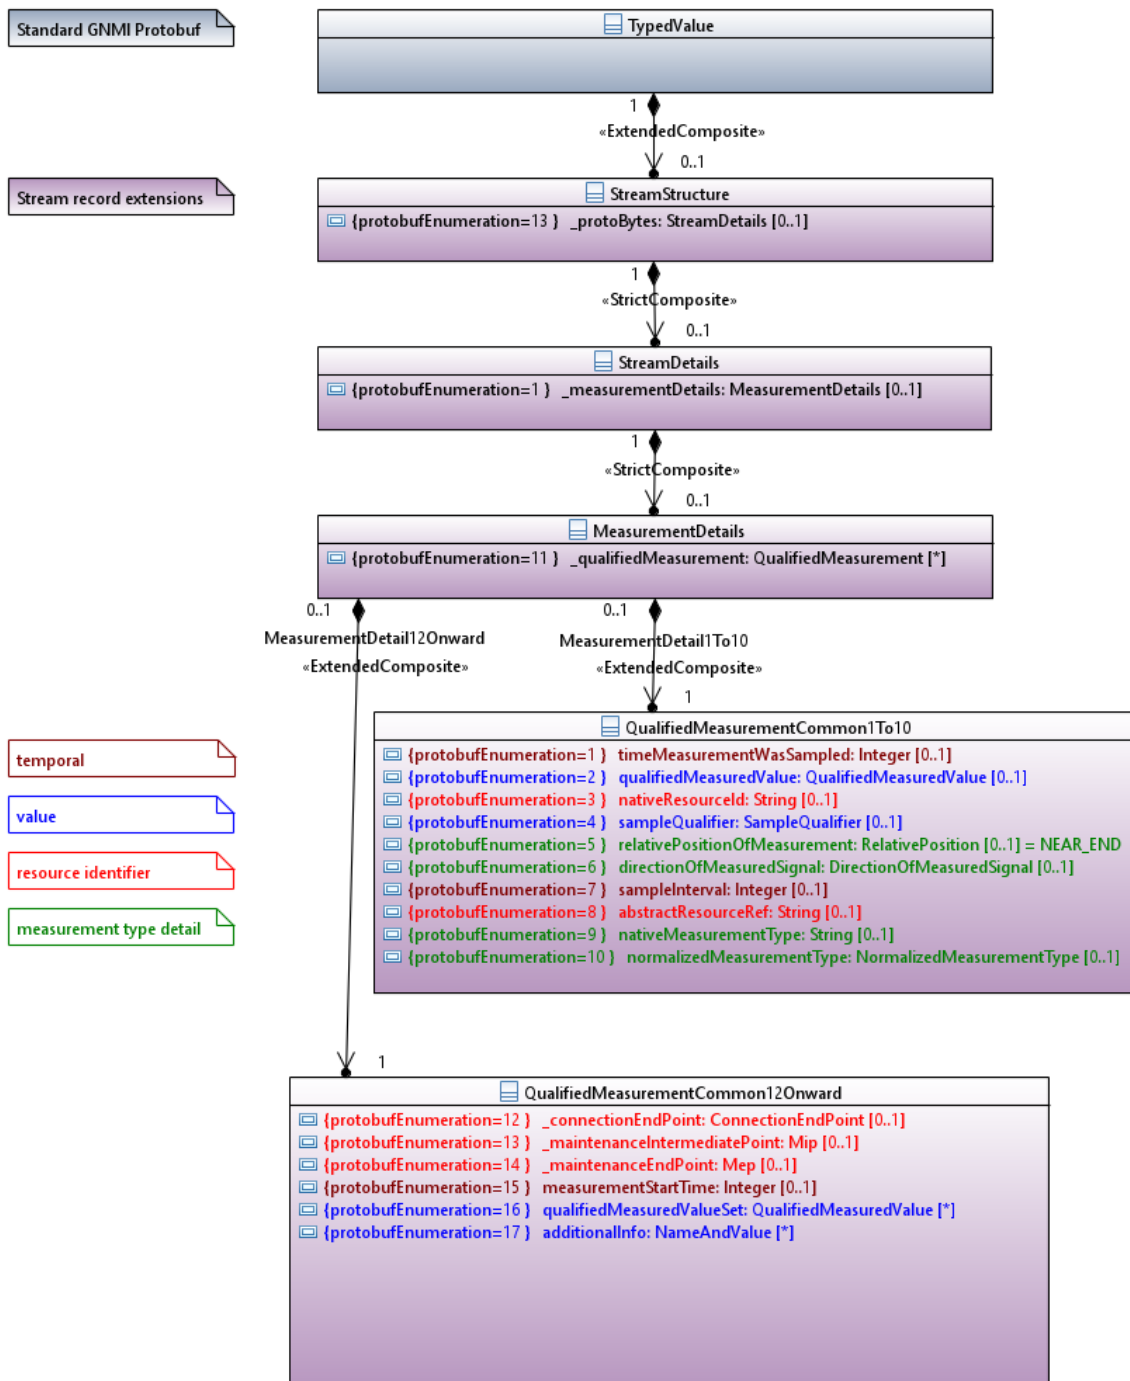 Standard GNMI Protobuf
TypedValue
1
«ExtendedComposite»
0..1
Stream record extensions
StreamStructure
{protobufEnumeration=13 } _protoBytes: StreamDetails [0..1]
1
«StrictComposite»
0..1
StreamDetails
{protobufEnumeration=1 } _measurementDetails: MeasurementDetails [0..1]
1
«StrictComposite»
0..1
MeasurementDetails
{protobufEnumeration=11 } _qualifiedMeasurement: QualifiedMeasurement [*]
0..1
0..1
MeasurementDetail12Onward
MeasurementDetail1To10
«ExtendedComposite»
«ExtendedComposite»
1
QualifiedMeasurementCommon1To10
temporal
value
resource identifier
measurement type detail
{protobufEnumeration=1 } timeMeasurementWasSampled: Integer [0..1]
{protobufEnumeration=2 } qualifiedMeasuredValue: QualifiedMeasuredValue [0..1]
{protobufEnumeration=3 } nativeResourceId: String [0..1]
{protobufEnumeration=4 } sampleQualifier: SampleQualifier [0..1]
{protobufEnumeration=5 } relativePositionOfMeasurement: RelativePosition [0..1] = NEAR_END
{protobufEnumeration=6 } directionOfMeasuredSignal: DirectionOfMeasuredSignal [0..1]
{protobufEnumeration=7 } sampleInterval: Integer [0..1]
{protobufEnumeration=8 } abstractResourceRef: String [0..1]
{protobufEnumeration=9 } nativeMeasurementType: String [0..1]
{protobufEnumeration=10 } normalizedMeasurementType: NormalizedMeasurementType [0..1]
1
QualifiedMeasurementCommon12Onward
{protobufEnumeration=12 } _connectionEndPoint: ConnectionEndPoint [0..1]
{protobufEnumeration=13 } _maintenanceIntermediatePoint: Mip [0..1]
{protobufEnumeration=14 } _maintenanceEndPoint: Mep [0..1]
{protobufEnumeration=15 } measurementStartTime: Integer [0..1]
{protobufEnumeration=16 } qualifiedMeasuredValueSet: QualifiedMeasuredValue [*]
{protobufEnumeration=17 } additionalInfo: NameAndValue [*]